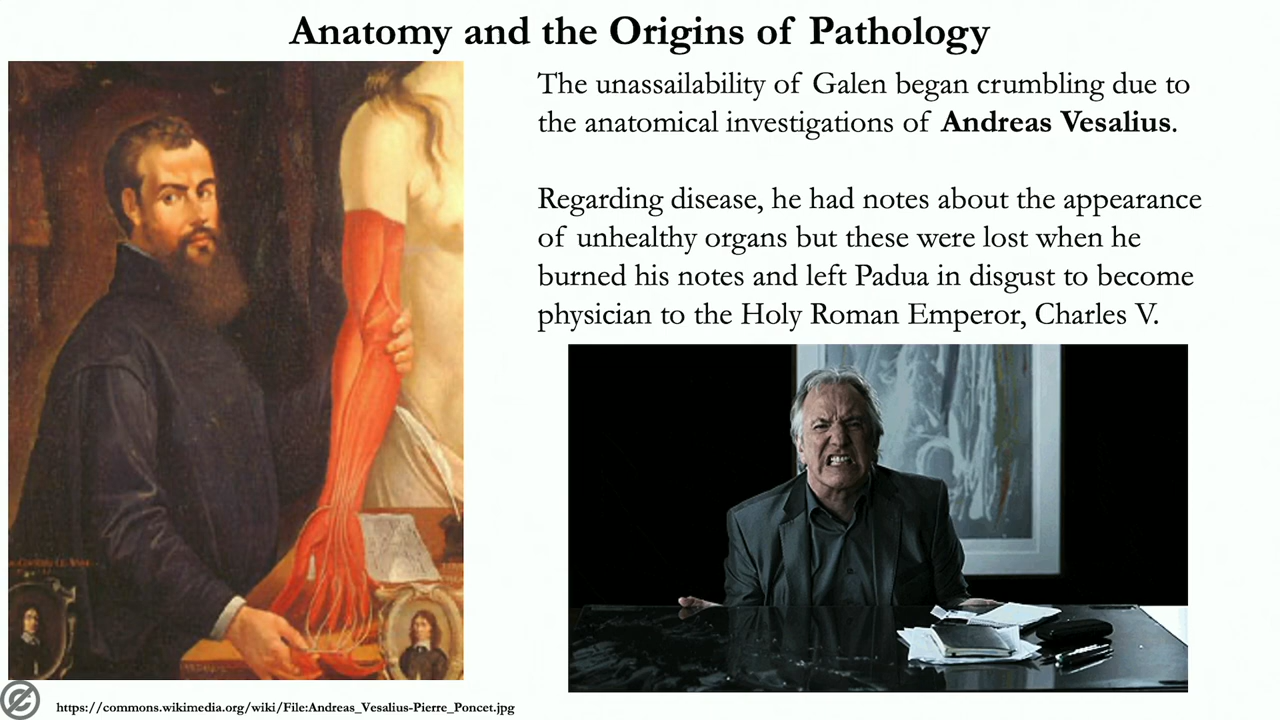 Anatomy and the Origins of Pathology
The unassailability of Galen began crumbling due to
the anatomical investigations of Andreas Vesalius.
Regarding disease, he had notes about the appearance
of unhealthy organs but these were lost when he
burned his notes and left Padua in disgust to become
physician to the Holy Roman Emperor, Charles V.
https://commons.wikimedia.org/wiki/File:Andreas_Vesalius-Pierre_Poncet.jpg